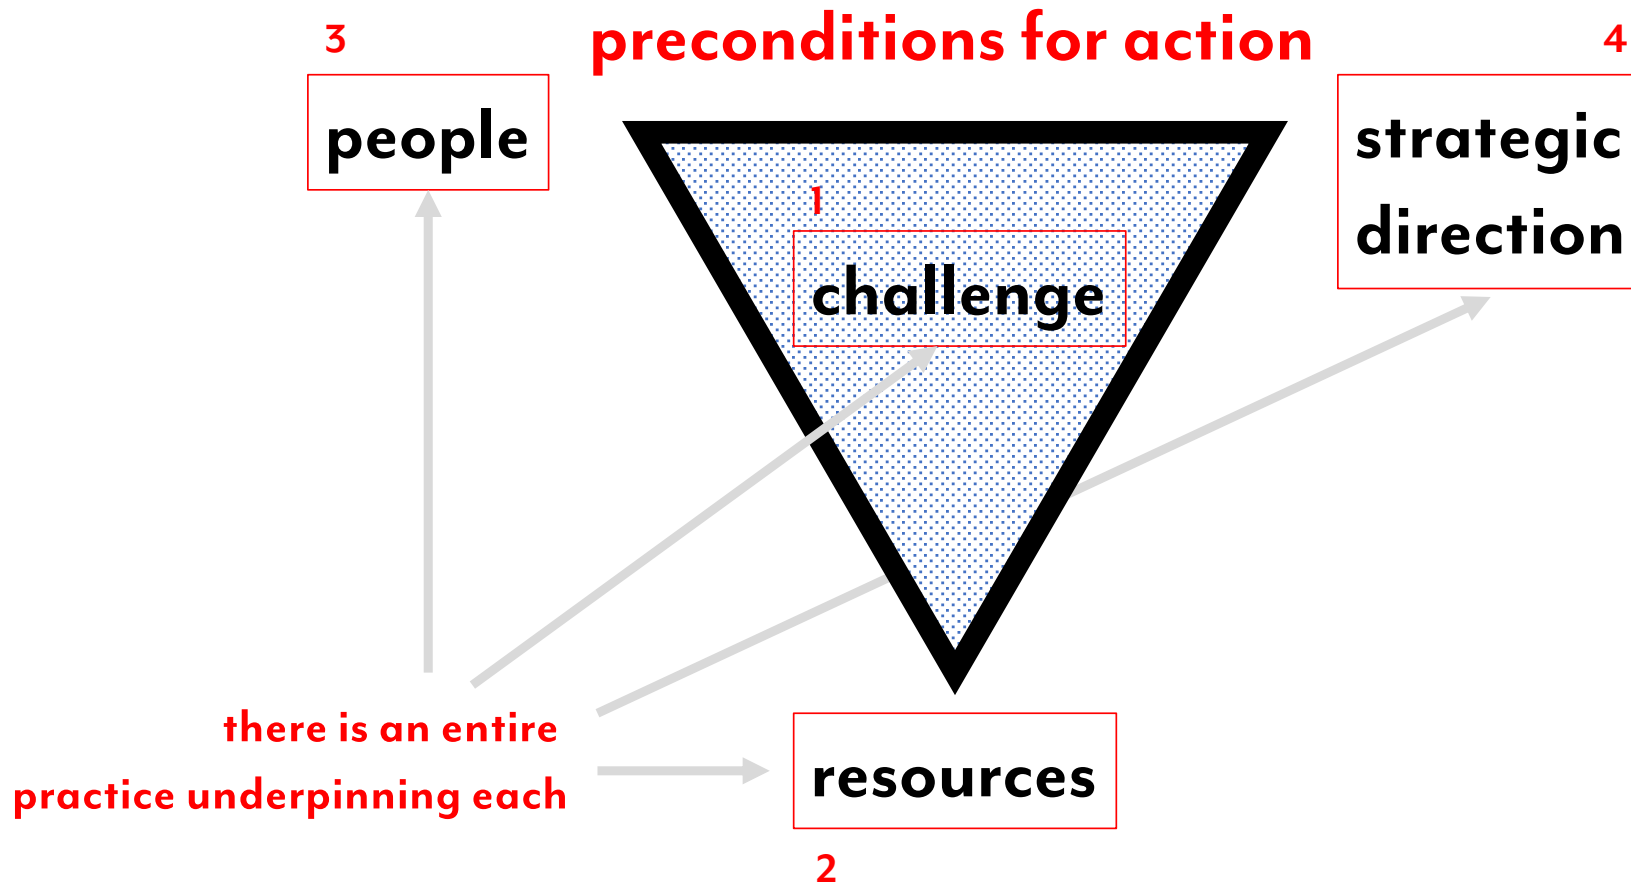 preconditions for action
3
people
4
strategic
direction
1
challenge
there is an entire
practice underpinning each
resources
2